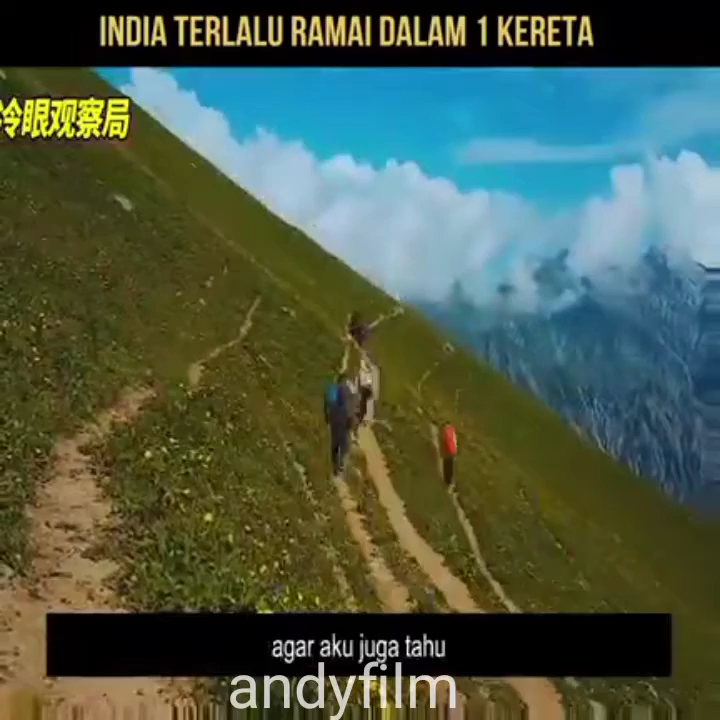 INDIA TERLALU RAMAI DALAM 1 KERETA
冷眼观察局
agar aku juga tahu
andyfilm